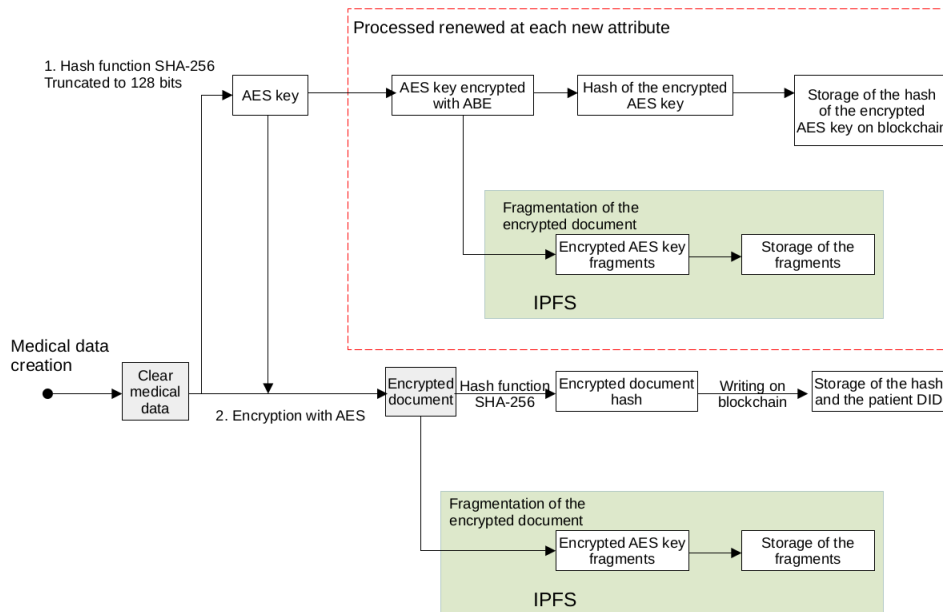 Processed renewed at each new attribute
1. Hash function SHA-256
Truncated to 128 bits
AES key
AES key encrypted
with ABE
Hash of the encrypted
AES key
Storage of the hash
of the encrypted
AES key on blockchain
Fragmentation of the
encrypted document
Encrypted AES key
fragments
Storage of the
fragments
IPFS
Medical data
creation
Clear
medical
data
2. Encryption with AES
Encrypted
document
Hash function
SHA-256
Encrypted document
hash
Writing on
blockchain
Storage of the hash
and the patient DID
Fragmentation of the
encrypted document
Encrypted AES key
fragments
Storage of the
fragments
IPFS